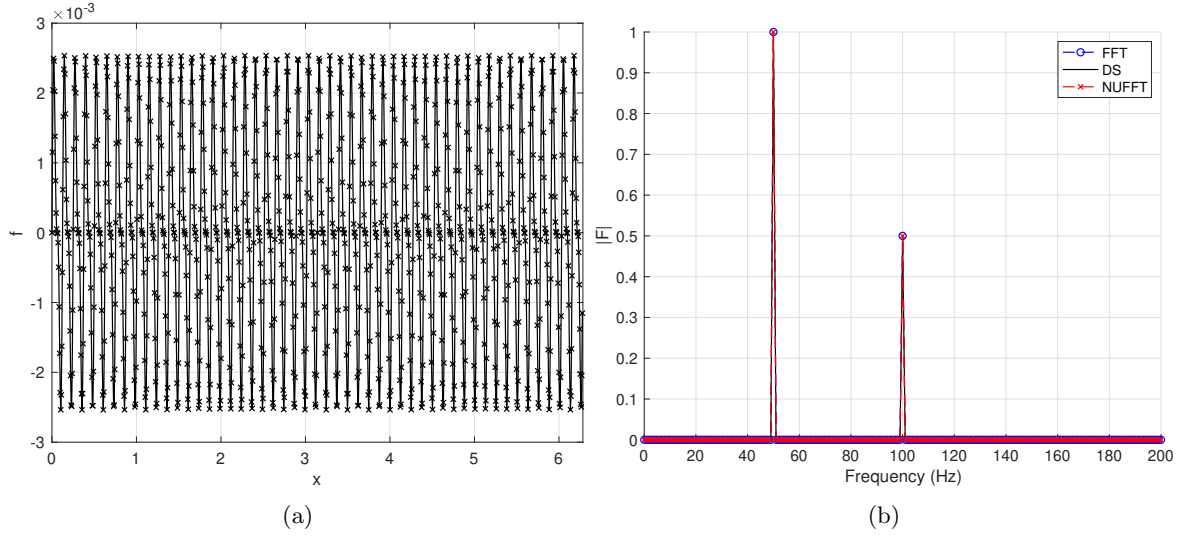 ×10⁻³
3
2
1
0
-1
-2
-3
f
0 1 2 3 4 5 6
x
(a)
1
0.9
0.8
0.7
0.6
0.5
0.4
0.3
0.2
0.1
0
|F|
FFT
DS
NUFFT
0 20 40 60 80 100 120 140 160 180 200
Frequency (Hz)
(b)